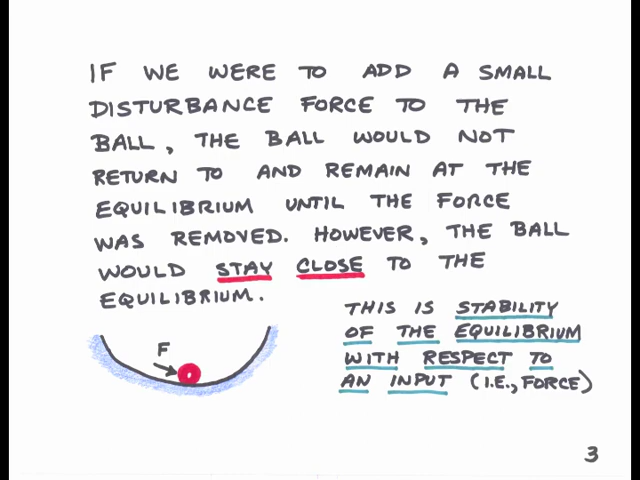 IF WE WERE TO ADD A SMALL
DISTURBANCE FORCE TO THE
BALL, THE BALL WOULD NOT
RETURN TO AND REMAIN AT THE
EQUILIBRIUM UNTIL THE FORCE
WAS REMOVED. HOWEVER, THE BALL
WOULD STAY CLOSE TO THE
EQUILIBRIUM.
THIS IS STABILITY
OF THE EQUILIBRIUM
WITH RESPECT TO
AN INPUT (I.E., FORCE)
F
3